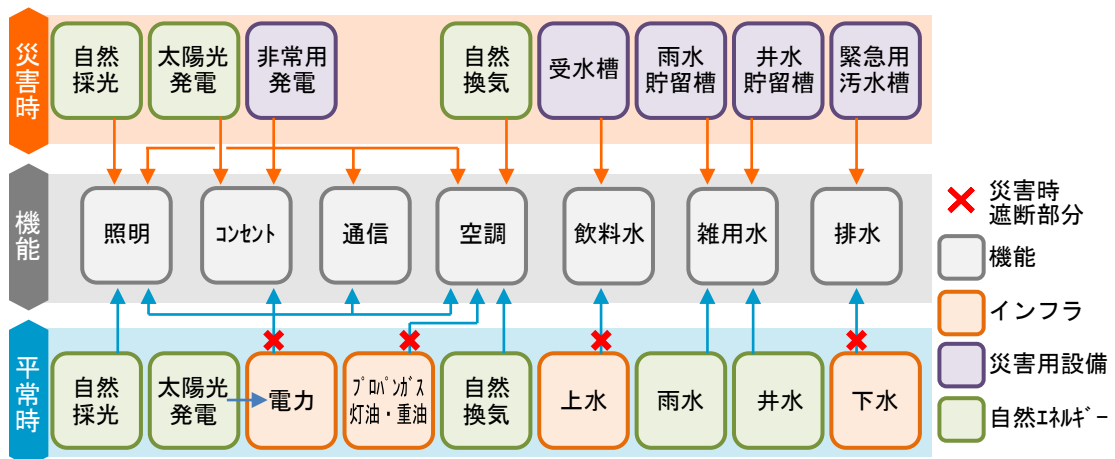 災害時
自然
採光
太陽光
発電
非常用
発電
自然
換気
受水槽
雨水
貯留槽
井水
貯留槽
緊急用
汚水槽
機能
照明
ｺﾝｾﾝﾄ
通信
空調
飲料水
雑用水
排水
平常時
自然
採光
太陽光
発電
電力
ﾌﾟﾛﾊﾟﾝｶﾞｽ
灯油・重油
自然
換気
上水
雨水
井水
下水
災害時
遮断部分
機能
インフラ
災害用設備
自然ｴﾈﾙｷﾞｰ